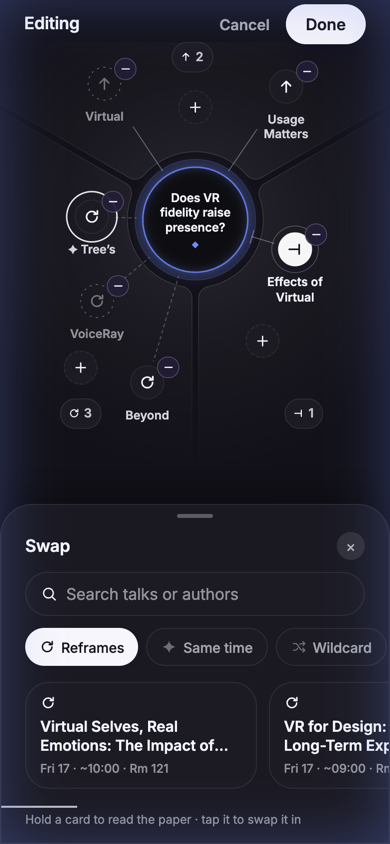 Editing
Cancel
Done
2
Virtual
Usage
Matters
Does VR
fidelity raise
presence?
Tree's
Effects of
Virtual
VoiceRay
3
Beyond
1
Swap
Search talks or authors
Reframes
Same time
Wildcard
Virtual Selves, Real
Emotions: The Impact of...
Fri 17 · ~10:00 · Rm 121
VR for Design:
Long-Term Exp
Fri 17 · ~09:00 · Rm
Hold a card to read the paper · tap it to swap it in